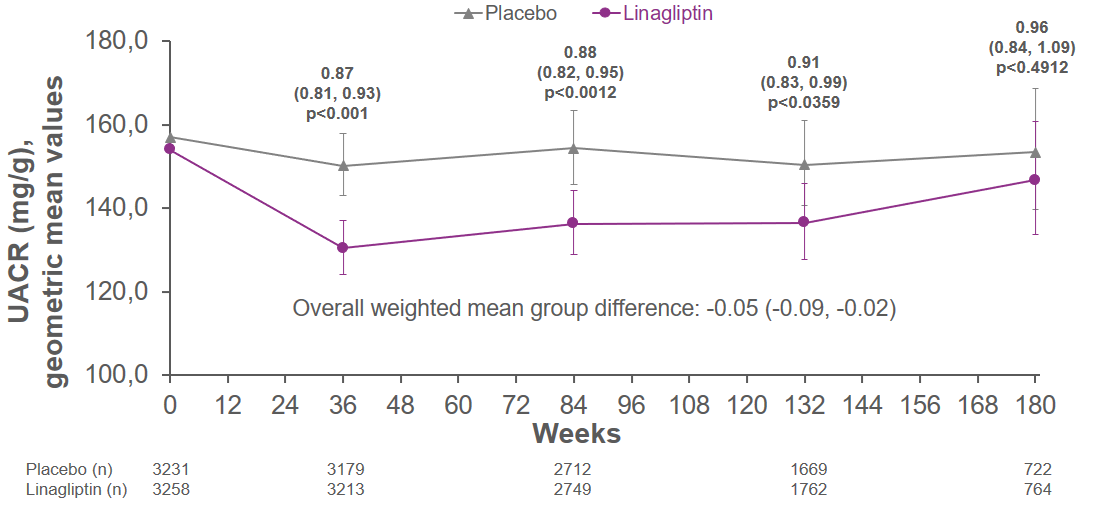 Placebo Linagliptin
UACR (mg/g),
geometric mean values
180,0
160,0
140,0
120,0
100,0
0.87
(0.81, 0.93)
p<0.001
0.88
(0.82, 0.95)
p<0.0012
0.91
(0.83, 0.99)
p<0.0359
0.96
(0.84, 1.09)
p<0.4912
Overall weighted mean group difference: -0.05 (-0.09, -0.02)
0 12 24 36 48 60 72 84 96 108 120 132 144 156 168 180
Weeks
Placebo (n) 3231 3179 2712 1669 722
Linagliptin (n) 3258 3213 2749 1762 764